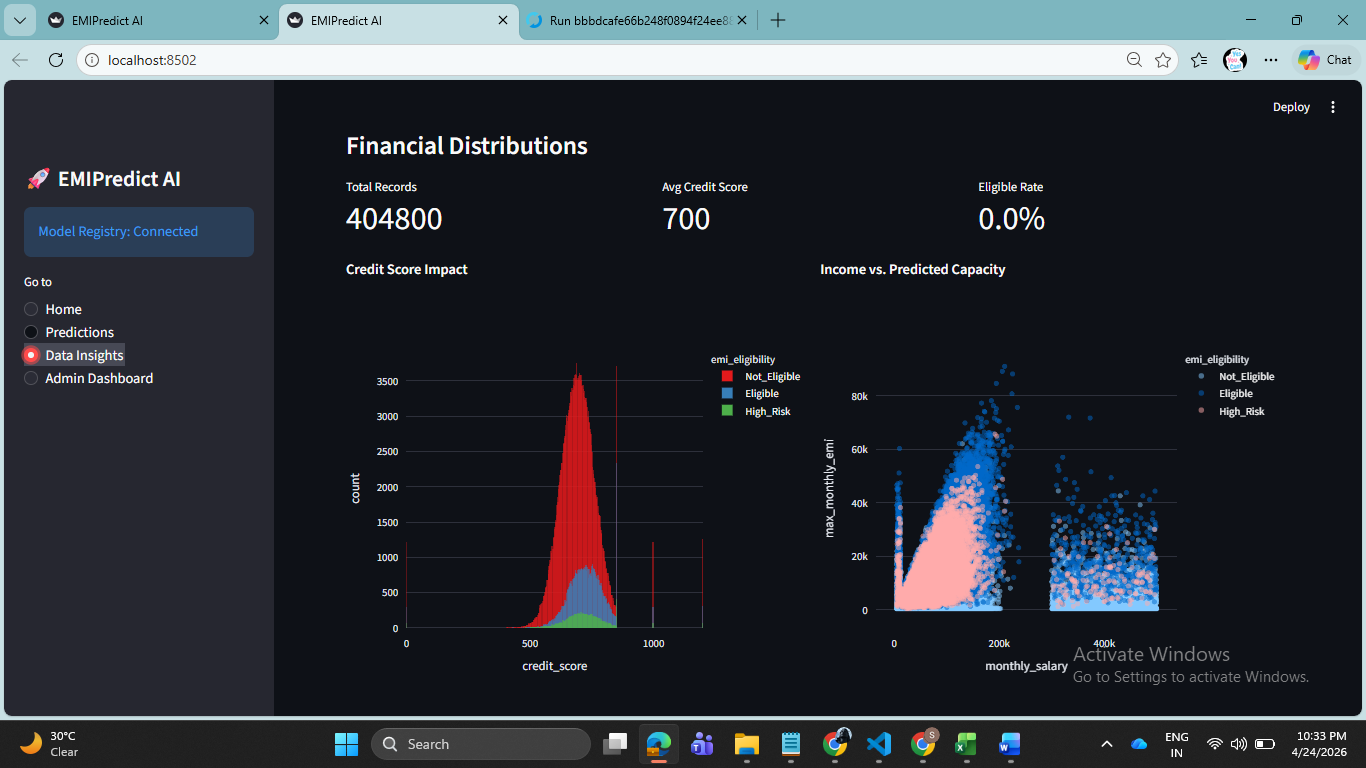 EMIPredict AI
EMIPredict AI
Run bbbdcafe66b248f0894f24ee88
localhost:8502
Chat
Deploy
🚀 EMIPredict AI
Model Registry: Connected
Go to
Home
Predictions
Data Insights
Admin Dashboard
Financial Distributions
Total Records
404800
Avg Credit Score
700
Eligible Rate
0.0%
Credit Score Impact
emi_eligibility
Not_Eligible
Eligible
High_Risk
3500
3000
2500
2000
1500
1000
500
0
count
0 500 1000
credit_score
Income vs. Predicted Capacity
emi_eligibility
Not_Eligible
Eligible
High_Risk
80k
60k
40k
20k
0
max_monthly_emi
0 200k 400k
monthly_salary
Activate Windows
Go to Settings to activate Windows.
30°C
Clear
Search
ENG
IN
10:33 PM
4/24/2026